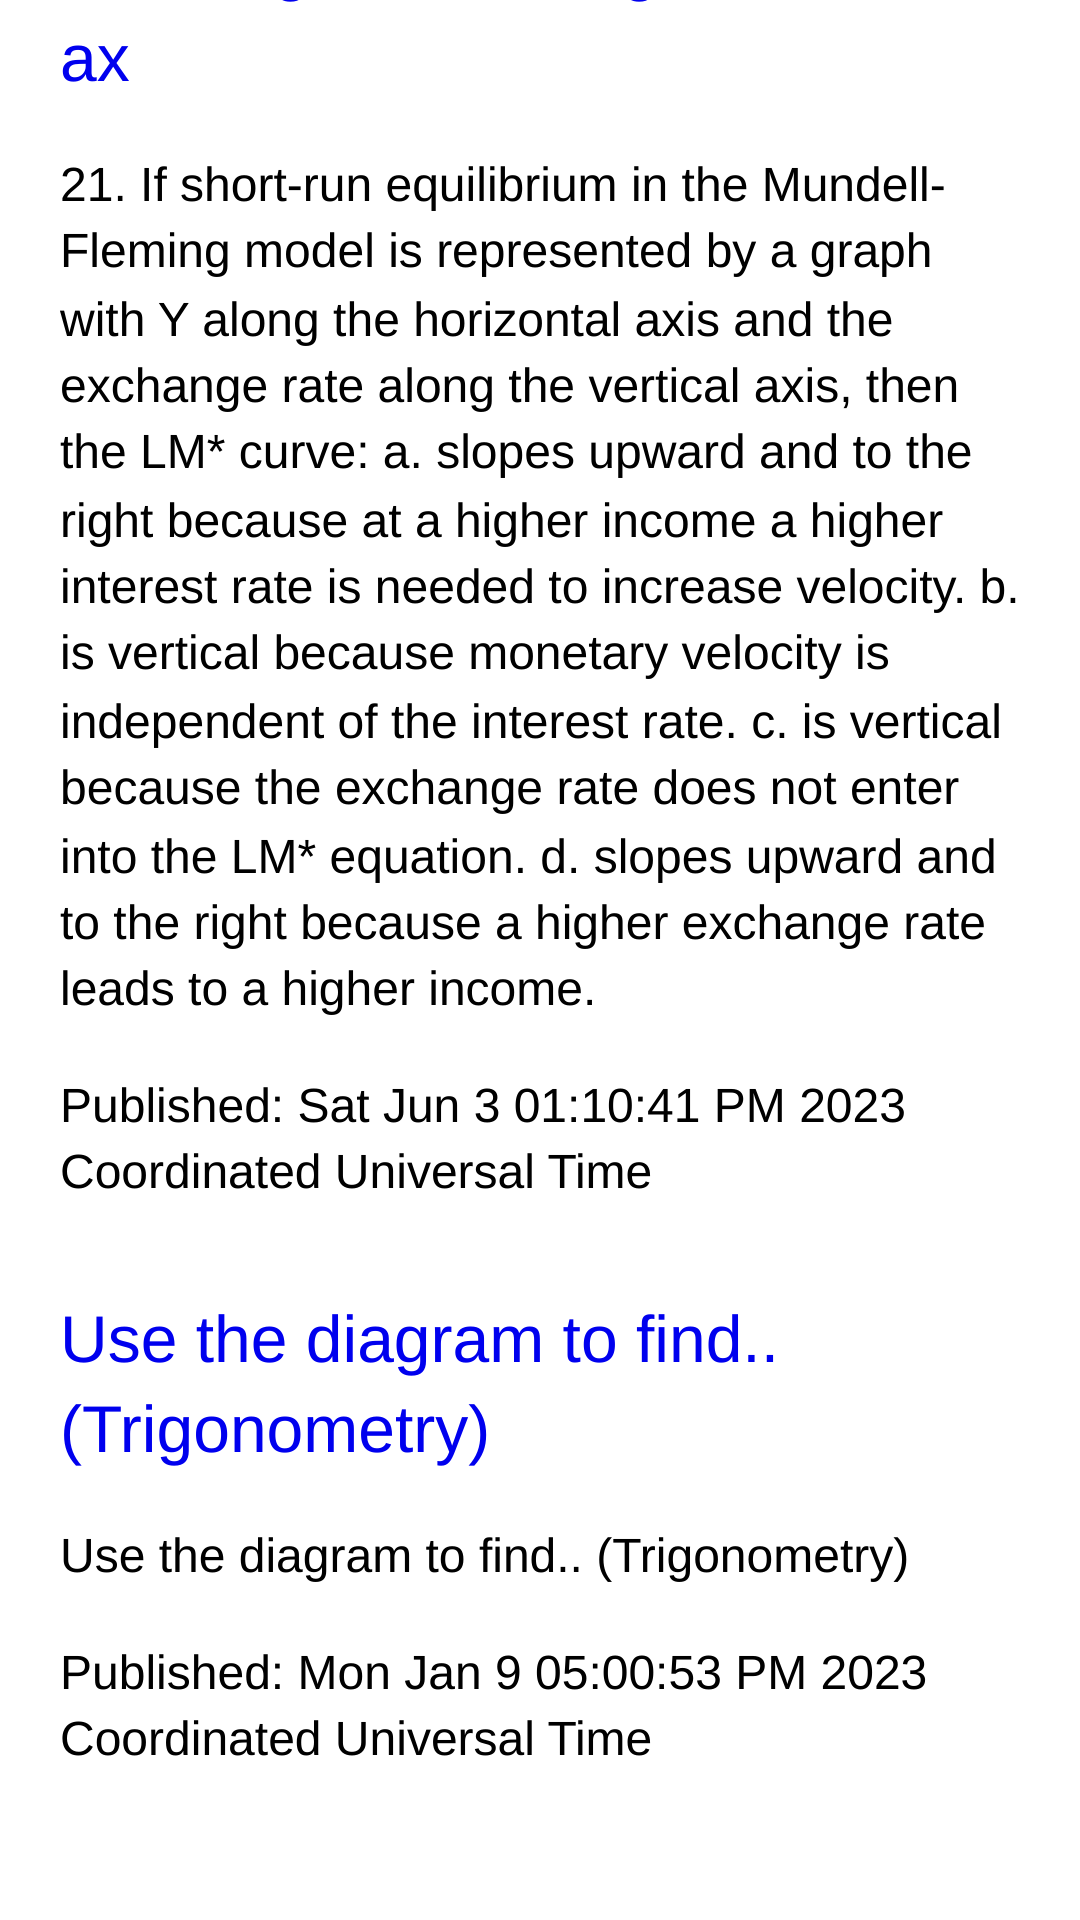 ax
21. If short-run equilibrium in the Mundell-
Fleming model is represented by a graph
with Y along the horizontal axis and the
exchange rate along the vertical axis, then
the LM* curve: a. slopes upward and to the
right because at a higher income a higher
interest rate is needed to increase velocity. b.
is vertical because monetary velocity is
independent of the interest rate. c. is vertical
because the exchange rate does not enter
into the LM* equation. d. slopes upward and
to the right because a higher exchange rate
leads to a higher income.
Published: Sat Jun 3 01:10:41 PM 2023
Coordinated Universal Time
Use the diagram to find..
(Trigonometry)
Use the diagram to find.. (Trigonometry)
Published: Mon Jan 9 05:00:53 PM 2023
Coordinated Universal Time